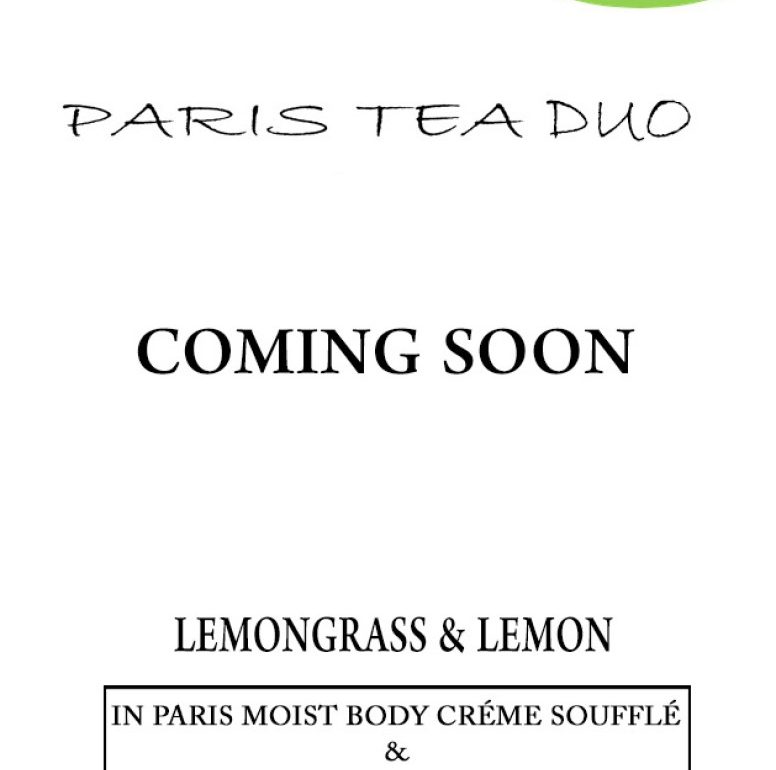 PARIS TEA DUO
COMING SOON
LEMONGRASS & LEMON
IN PARIS MOIST BODY CRÉME SOUFFLÉ
&